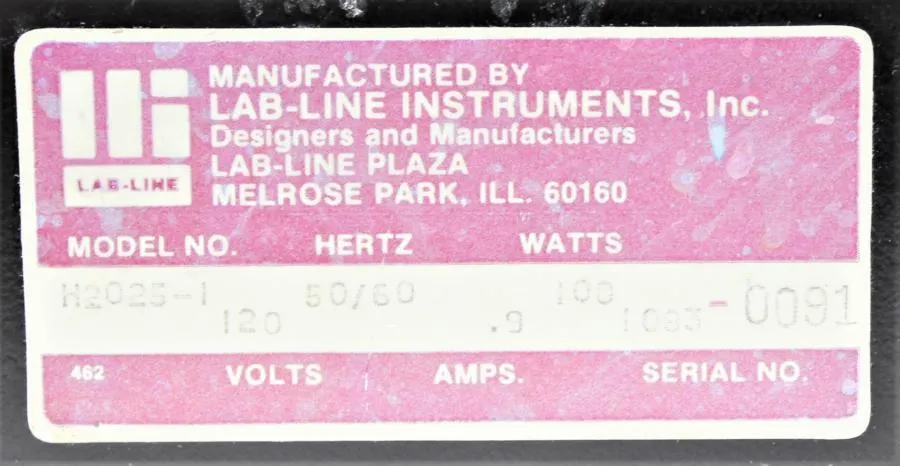 MANUFACTURED BY
LAB-LINE INSTRUMENTS, Inc.
Designers and Manufacturers
LAB-LINE PLAZA
LAB-LINE
MELROSE PARK, ILL. 60160
MODEL NO. HERTZ WATTS
H2025-1 50/60 100
120 .9 1093-0091
462 VOLTS AMPS. SERIAL NO.